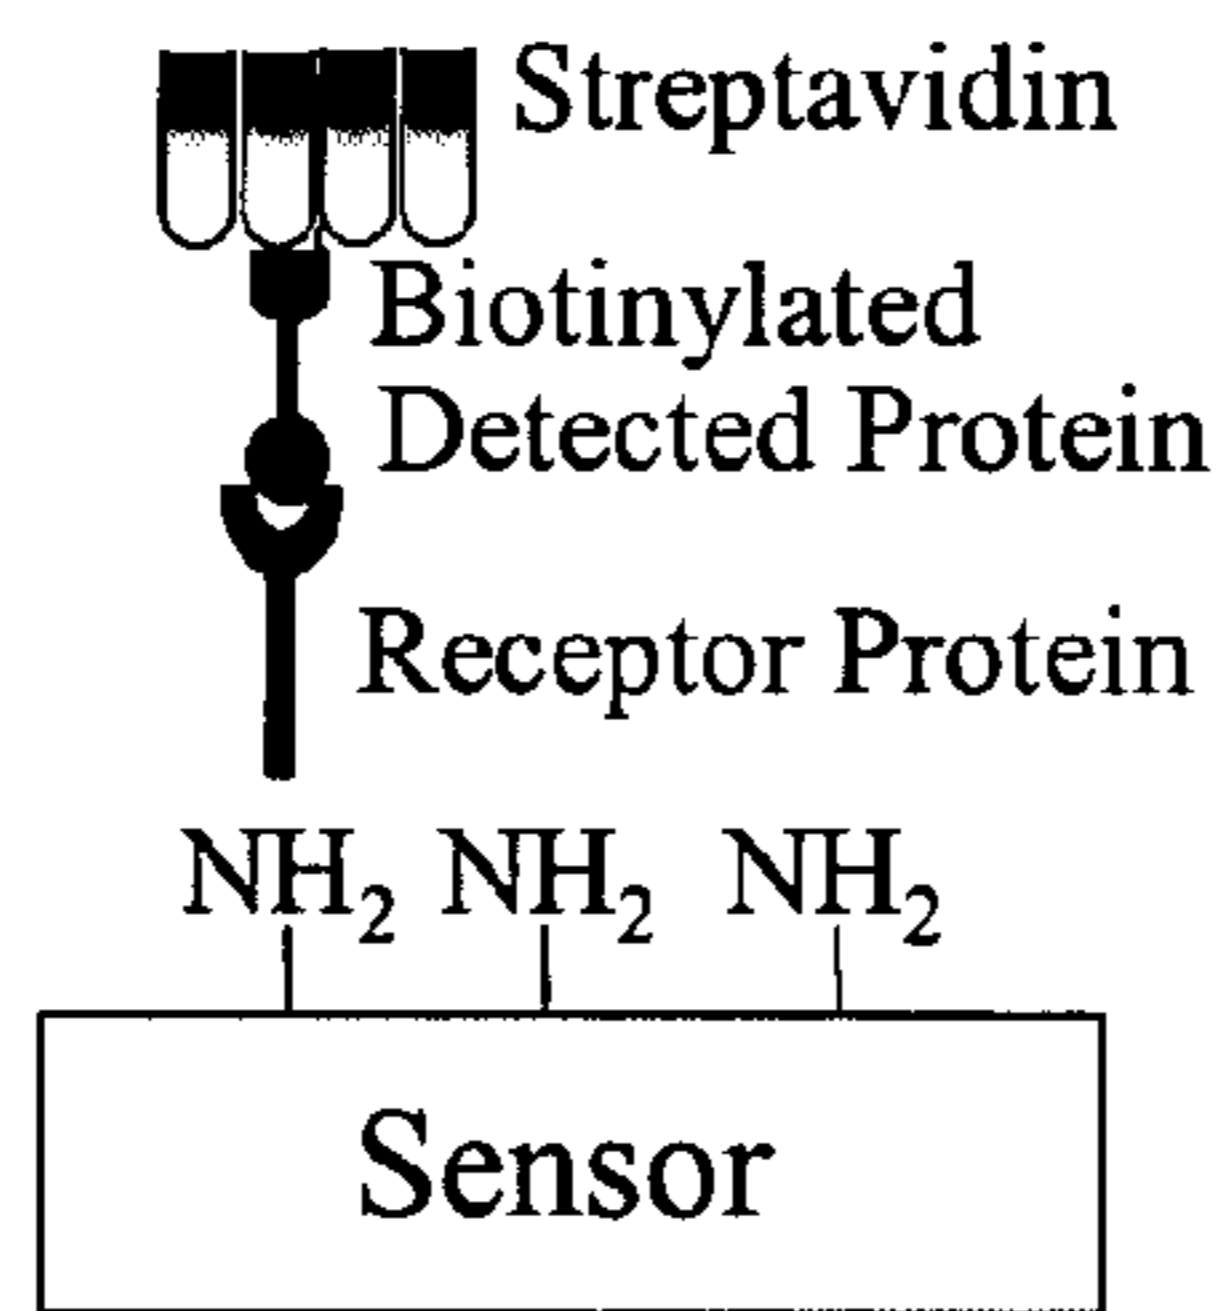 Streptavidin
Biotinylated
Detected Protein
Receptor Protein
NH₂ NH₂ NH₂
Sensor